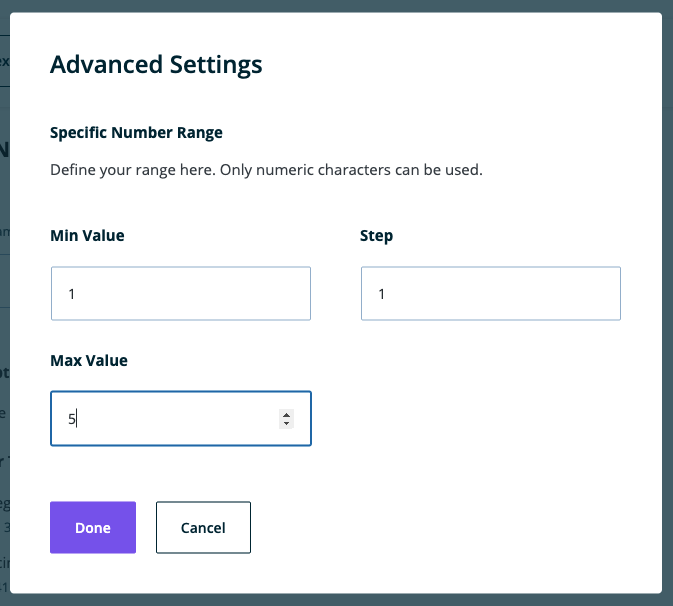 Advanced Settings
Specific Number Range
Define your range here. Only numeric characters can be used.
Min Value
Step
1
1
Max Value
5
Done
Cancel